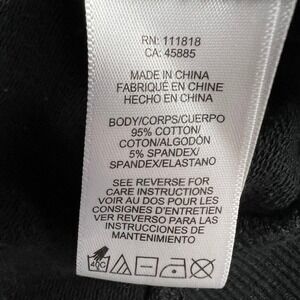 RN: 111818
CA: 45885
MADE IN CHINA
FABRIQUÉ EN CHINE
HECHO EN CHINA
BODY/CORPS/CUERPO
95% COTTON/
COTON/ALGODÓN
5% SPANDEX/
SPANDEX/ELASTANO
SEE REVERSE FOR
CARE INSTRUCTIONS
VOIR AU DOS POUR LES
CONSIGNES D'ENTRETIEN
VER REVERSO PARA LAS
INSTRUCCIONES DE
MANTENIMIENTO
40C